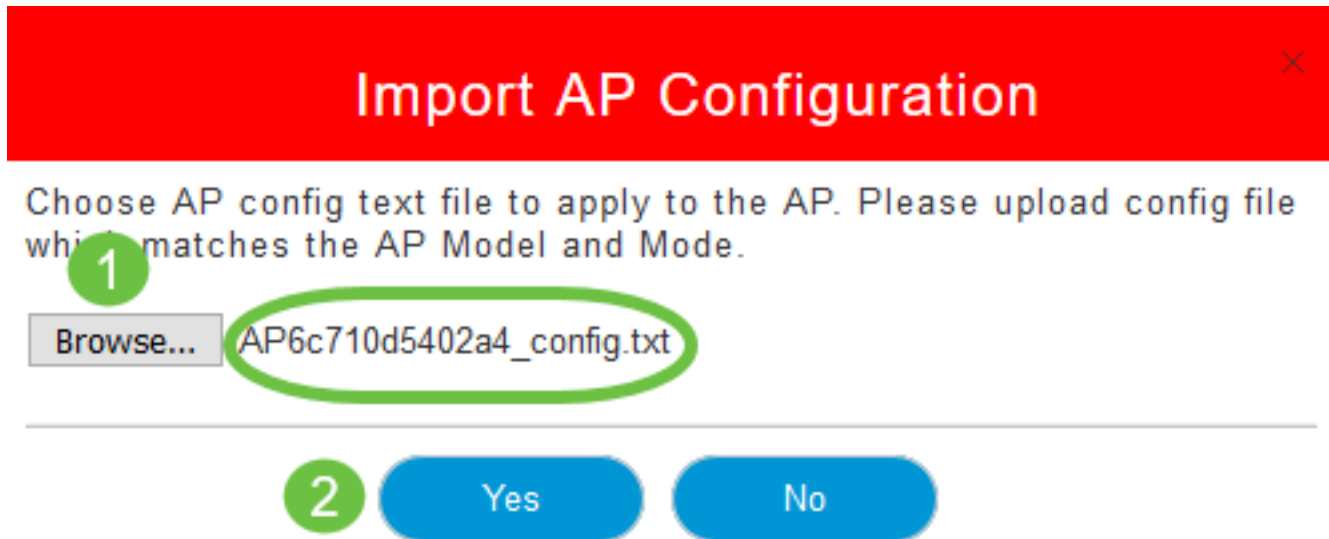 Import AP Configuration
Choose AP config text file to apply to the AP. Please upload config file
which matches the AP Model and Mode.
1
Browse... AP6c710d5402a4_config.txt
2 Yes No